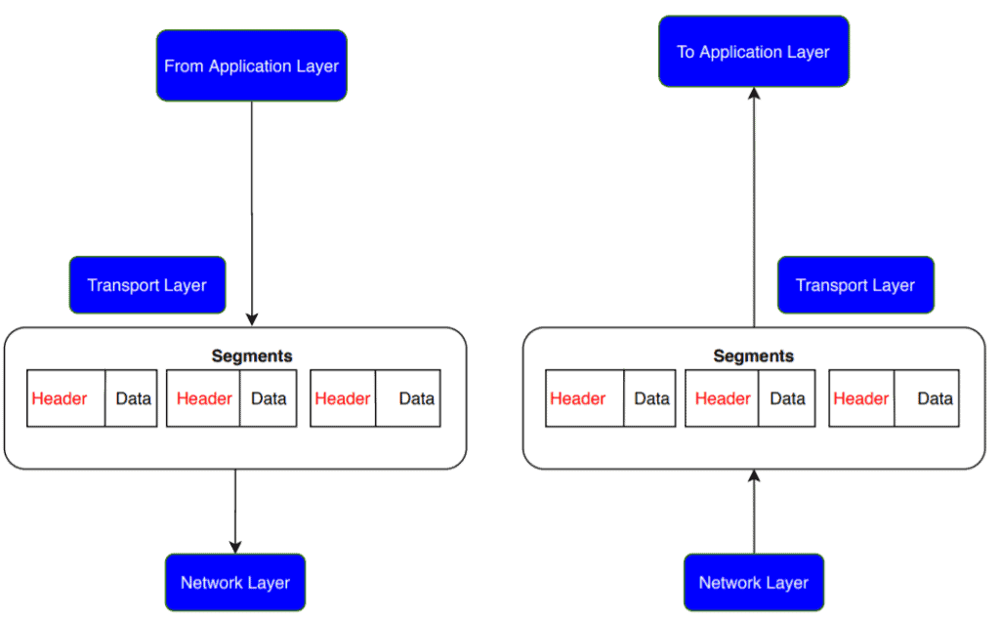 From Application Layer
Transport Layer
Segments
Header Data Header Data Header Data
Network Layer
To Application Layer
Transport Layer
Segments
Header Data Header Data Header Data
Network Layer